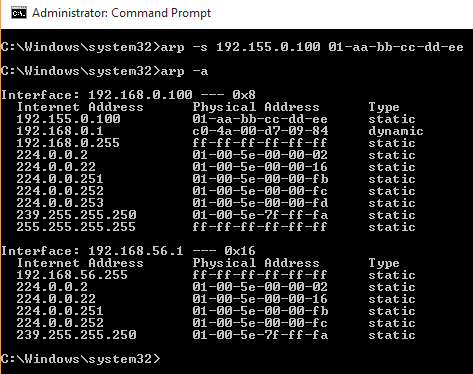 Administrator: Command Prompt
C:\Windows\system32>arp -s 192.155.0.100 01-aa-bb-cc-dd-ee
C:\Windows\system32>arp -a
Interface: 192.168.0.100 --- 0x8
Internet Address Physical Address Type
192.155.0.100 01-aa-bb-cc-dd-ee static
192.168.0.1 c0-4a-00-d7-09-84 dynamic
192.168.0.255 ff-ff-ff-ff-ff-ff static
224.0.0.2 01-00-5e-00-00-02 static
224.0.0.22 01-00-5e-00-00-16 static
224.0.0.251 01-00-5e-00-00-fb static
224.0.0.252 01-00-5e-00-00-fc static
224.0.0.253 01-00-5e-00-00-fd static
239.255.255.250 01-00-5e-7f-ff-fa static
255.255.255.255 ff-ff-ff-ff-ff-ff static
Interface: 192.168.56.1 --- 0x16
Internet Address Physical Address Type
192.168.56.255 ff-ff-ff-ff-ff-ff static
224.0.0.2 01-00-5e-00-00-02 static
224.0.0.22 01-00-5e-00-00-16 static
224.0.0.251 01-00-5e-00-00-fb static
224.0.0.252 01-00-5e-00-00-fc static
239.255.255.250 01-00-5e-7f-ff-fa static
C:\Windows\system32>